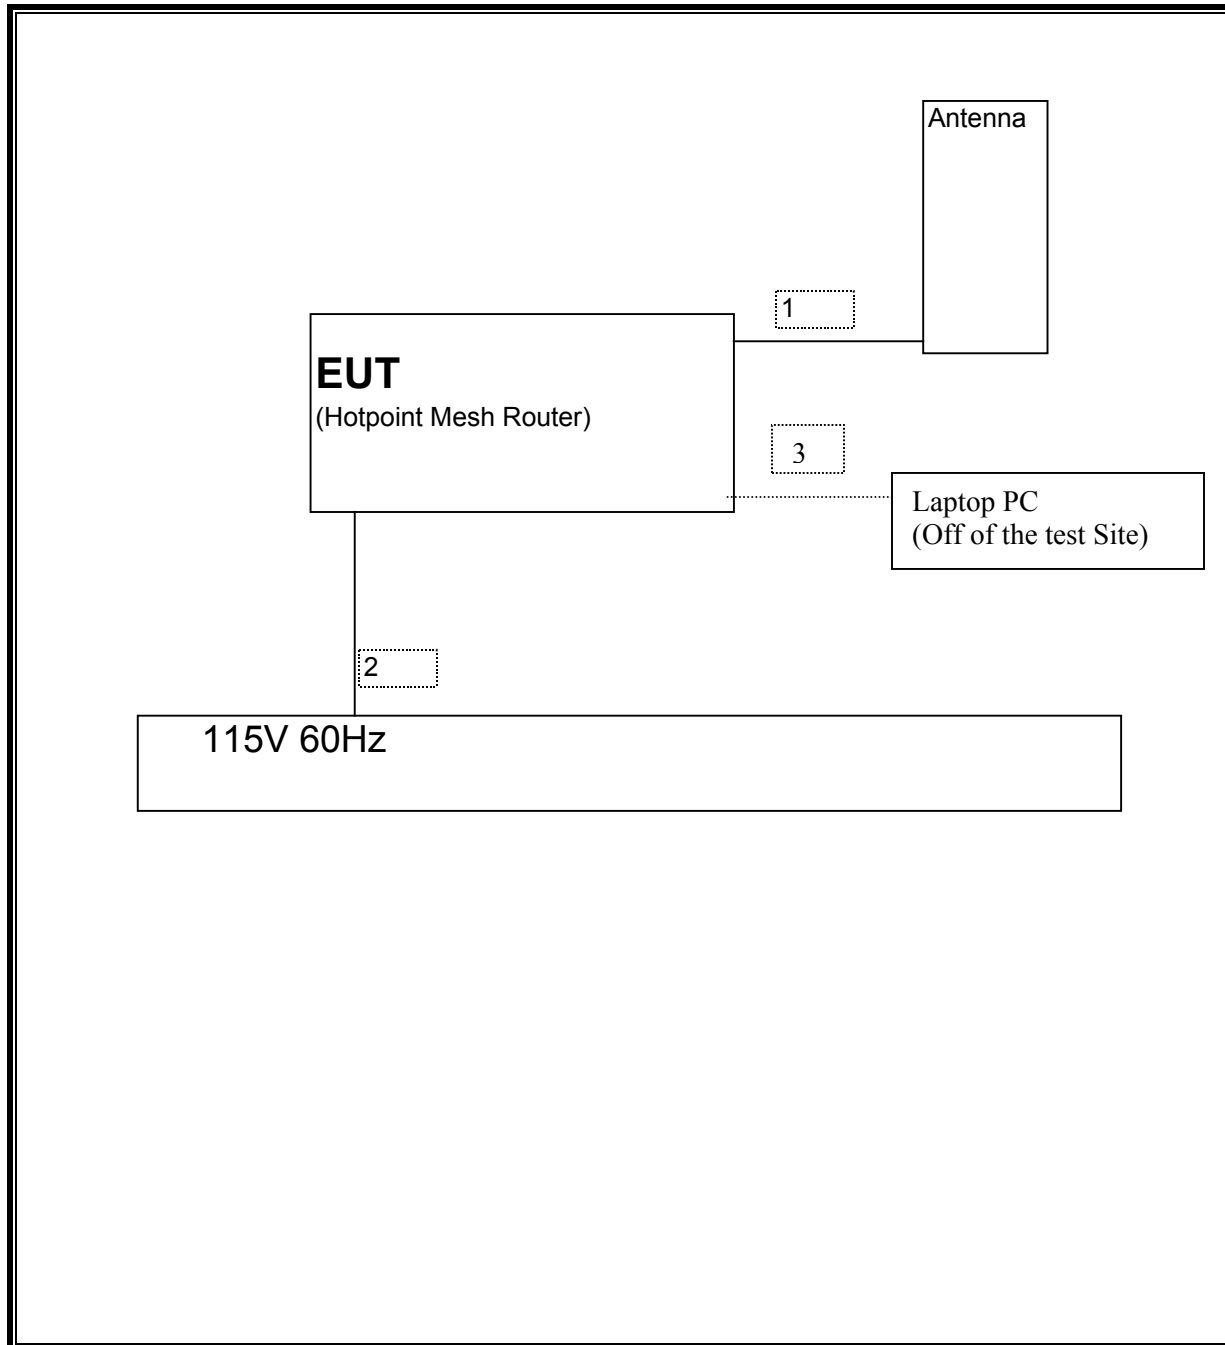 Antenna
1
EUT
(Hotpoint Mesh Router)
3
Laptop PC
(Off of the test Site)
2
115V 60Hz